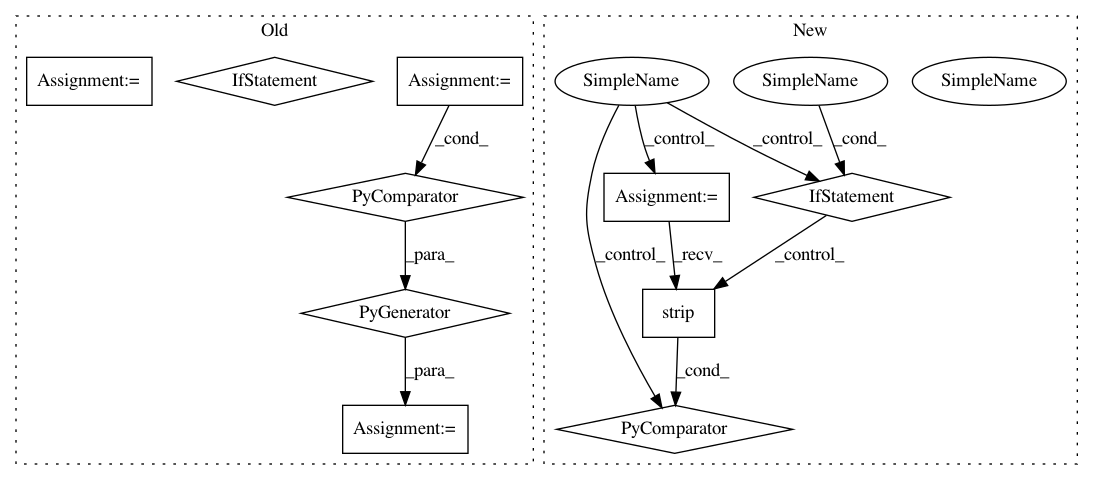 Old
New
Assignment:=
IfStatement
Assignment:=
SimpleName
SimpleName
SimpleName
_cond_
_control_
_control_
_cond_
PyComparator
Assignment:=
IfStatement
_para_
_control_
_recv_
_control_
PyGenerator
strip
_para_
_cond_
Assignment:=
PyComparator